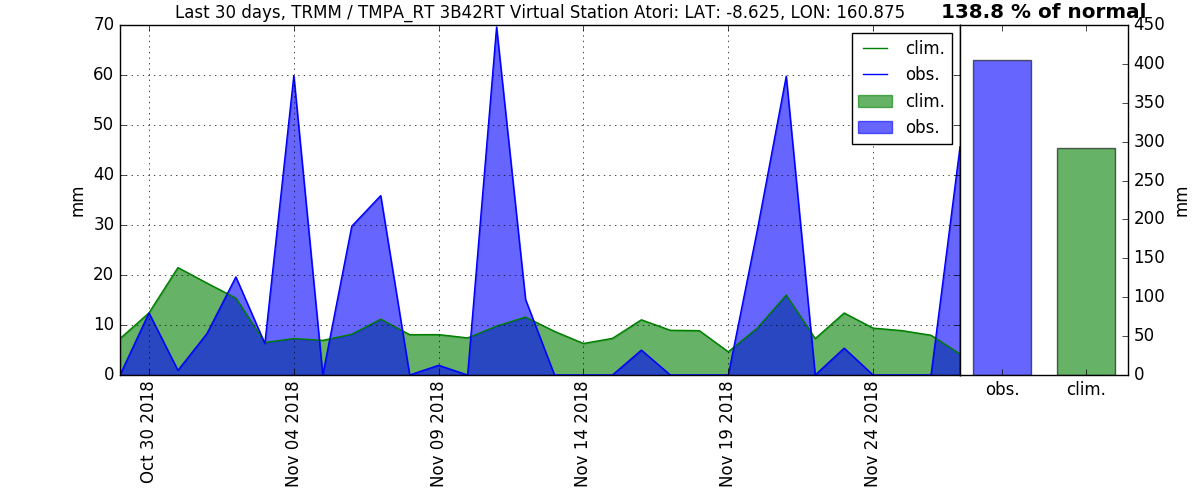 Last 30 days, TRMM / TMPA_RT 3B42RT Virtual Station Atori: LAT: -8.625, LON: 160.875
138.8 % of normal
70
60
50
40
30
20
10
0
mm
clim.
obs.
clim.
obs.
Oct 30 2018
Nov 04 2018
Nov 09 2018
Nov 14 2018
Nov 19 2018
Nov 24 2018
450
400
350
300
250
200
150
100
50
0
mm
obs.
clim.